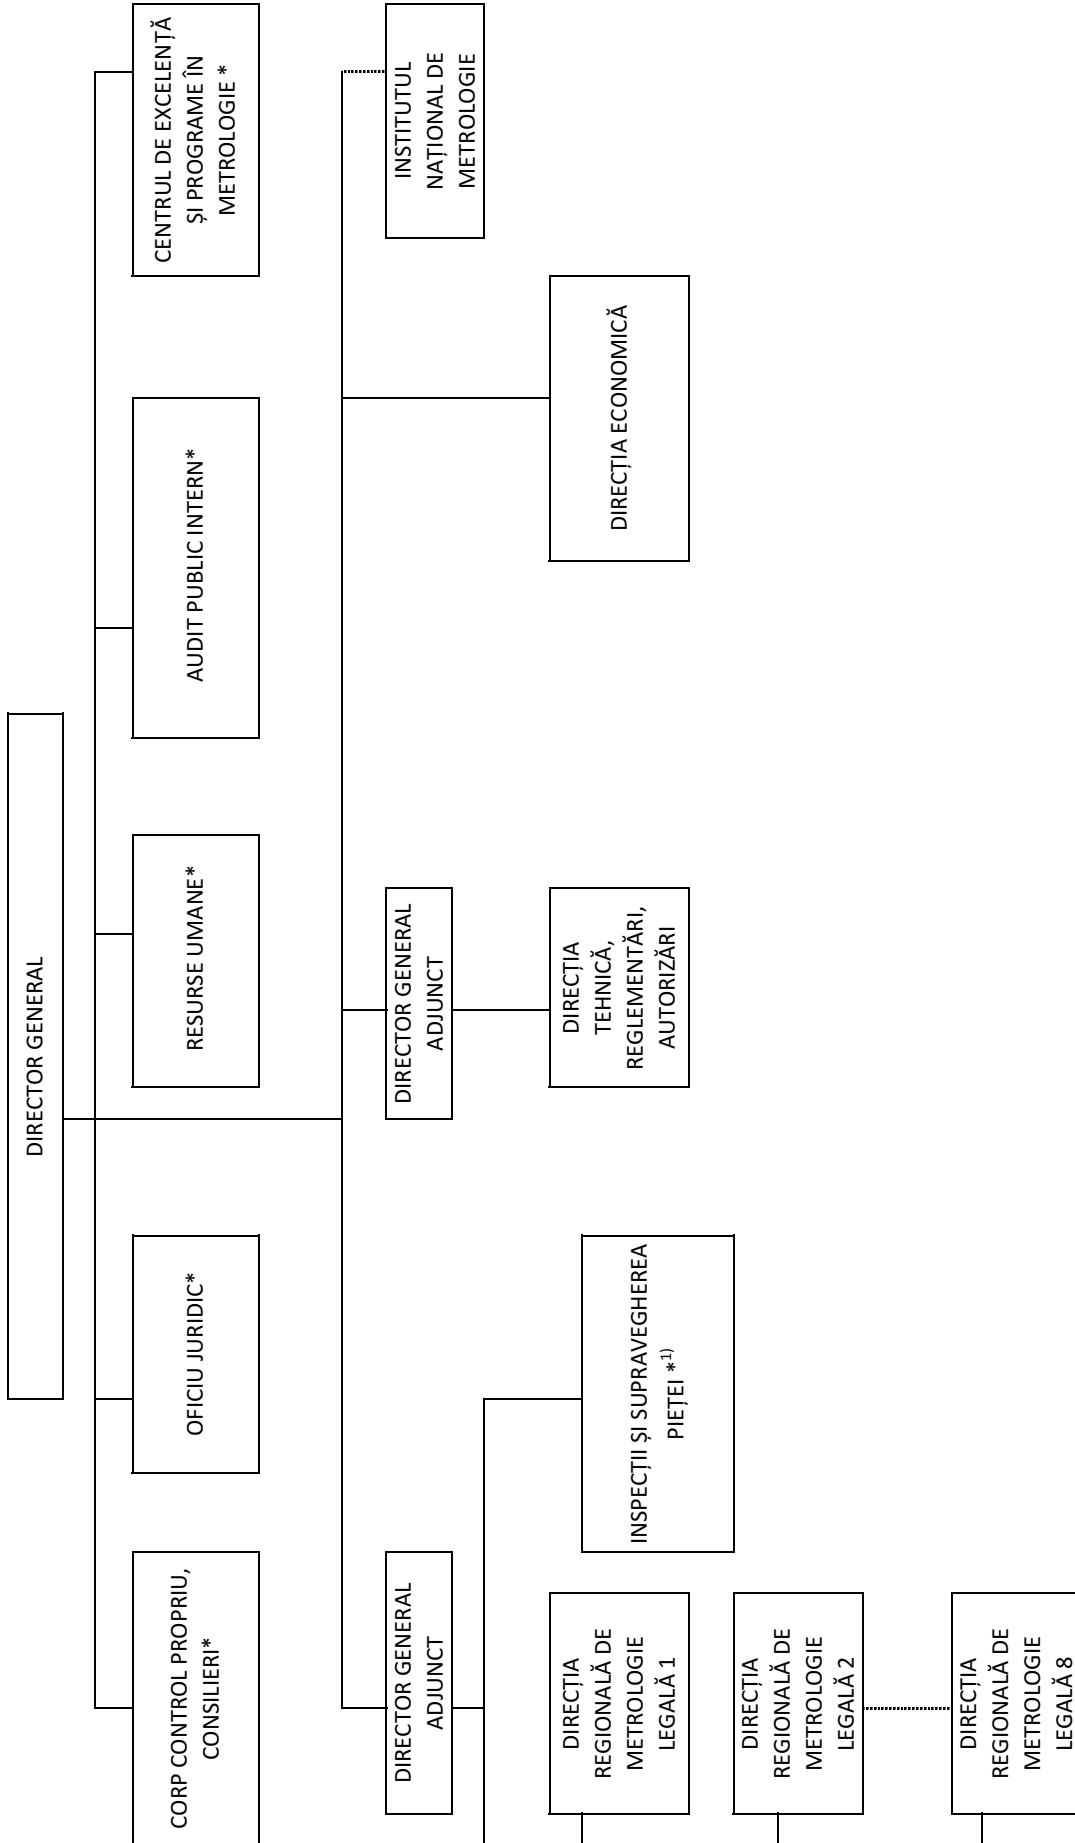 DIRECTOR GENERAL
CORP CONTROL PROPRIU,
CONSILIERI*
OFICIU JURIDIC*
RESURSE UMANE*
AUDIT PUBLIC INTERN*
CENTRUL DE EXCELENȚĂ
ȘI PROGRAME ÎN
METROLOGIE *
DIRECTOR GENERAL
ADJUNCT
DIRECTOR GENERAL
ADJUNCT
INSTITUTUL
NAȚIONAL DE
METROLOGIE
DIRECȚIA
REGIONALĂ DE
METROLOGIE
LEGALĂ 1
INSPECȚII ȘI SUPRAVEGHEREA
PIEȚEI *1)
DIRECȚIA
TEHNICĂ,
REGLEMENTĂRI,
AUTORIZĂRI
DIRECȚIA ECONOMICĂ
DIRECȚIA
REGIONALĂ DE
METROLOGIE
LEGALĂ 2
DIRECȚIA
REGIONALĂ DE
METROLOGIE
LEGALĂ 8